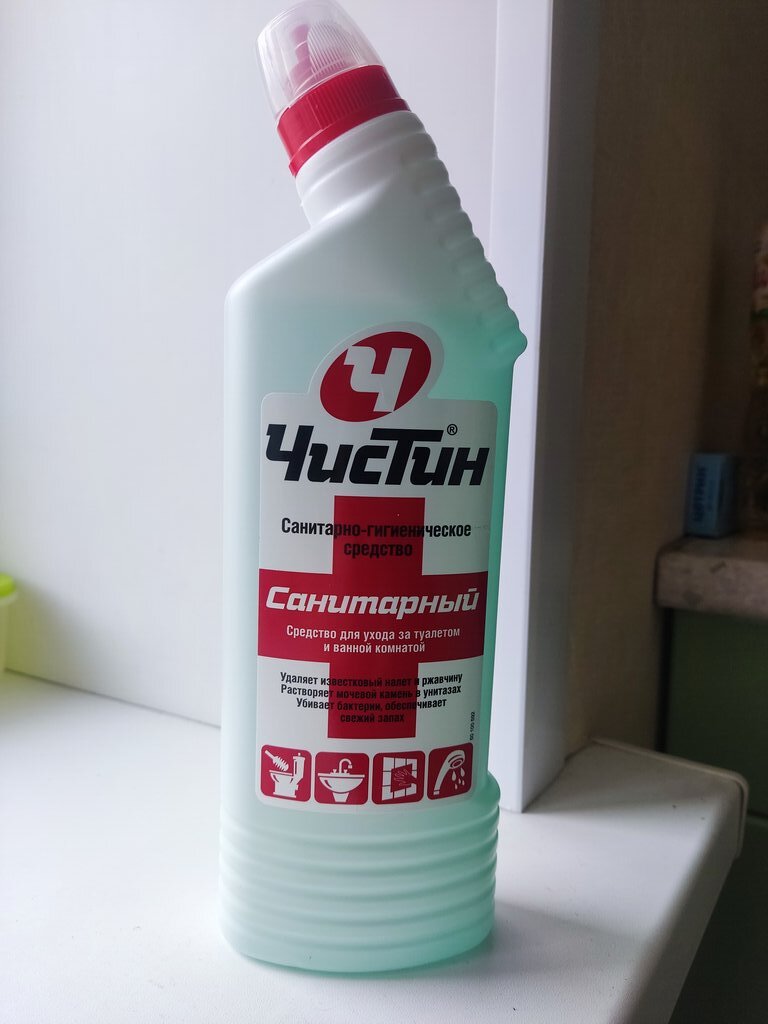 Ч
ЧисТин®
Санитарно-гигиеническое
средство
Санитарный
Средство для ухода за туалетом
и ванной комнатой
Удаляет известковый налет и ржавчину
Растворяет мочевой камень в унитазах
Убивает бактерии, обеспечивает
свежий запах